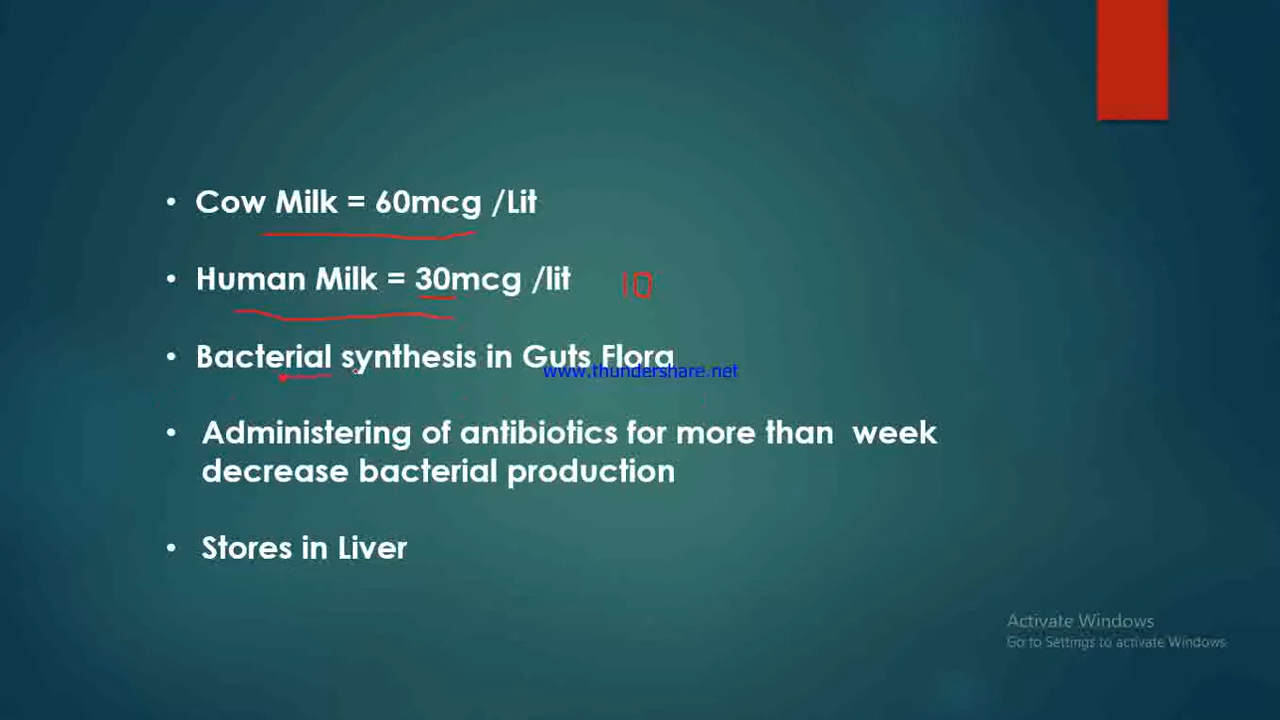 • Cow Milk = 60mcg /Lit
• Human Milk = 30mcg /lit 10
• Bacterial synthesis in Guts Flora
www.thundershare.net
• Administering of antibiotics for more than week
decrease bacterial production
• Stores in Liver
Activate Windows
Go to Settings to activate Windows.